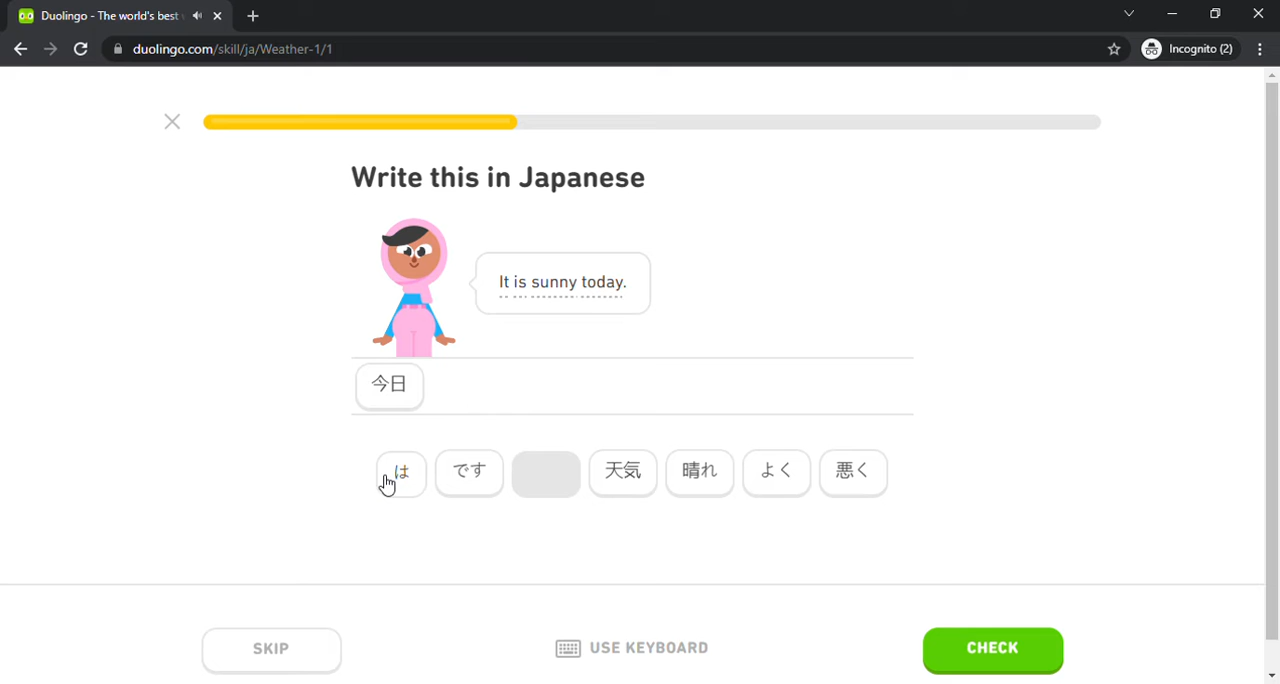 Duolingo - The world's best
duolingo.com/skill/ja/Weather-1/1
Incognito (2)
Write this in Japanese
It is sunny today.
今日
は です 天気 晴れ よく 悪く
SKIP
USE KEYBOARD
CHECK